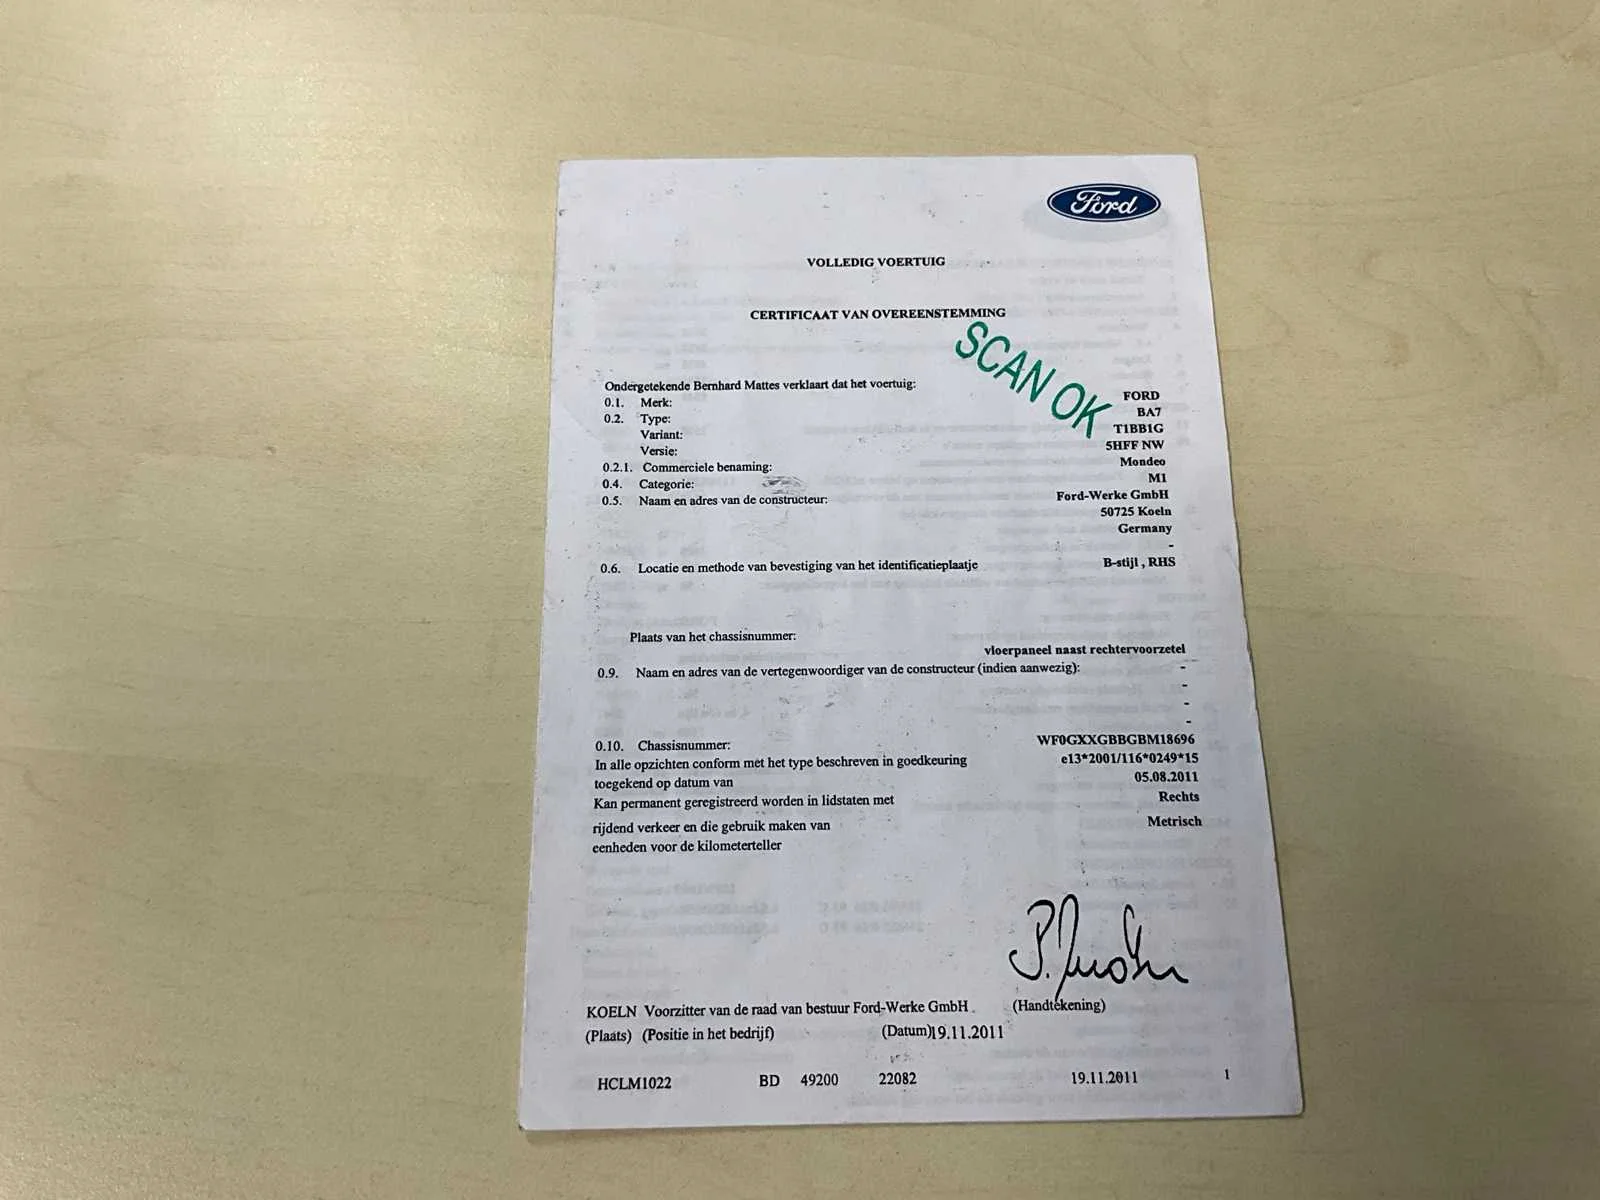 Ford
VOLLEDIG VOERTUIG
CERTIFICAAT VAN OVEREENSTEMMING
SCAN OK
Ondergetekende Bernhard Mattes verklaart dat het voertuig:
0.1. Merk: FORD
0.2. Type: BA7
Variant: T1BB1G
Versie: 5HFF NW
0.2.1. Commerciele benaming: Mondeo
0.4. Categorie: M1
0.5. Naam en adres van de constructeur: Ford-Werke GmbH
50725 Koeln
Germany
-
0.6. Locatie en methode van bevestiging van het identificatieplaatje B-stijl , RHS
Plaats van het chassisnummer:
vloerpaneel naast rechtervoorzetel
0.9. Naam en adres van de vertegenwoordiger van de constructeur (indien aanwezig): -
-
-
-
0.10. Chassisnummer: WF0GXXGBBGBM18696
In alle opzichten conform met het type beschreven in goedkeuring e13*2001/116*0249*15
toegekend op datum van 05.08.2011
Kan permanent geregistreerd worden in lidstaten met Rechts
rijdend verkeer en die gebruik maken van Metrisch
eenheden voor de kilometerteller
KOELN Voorzitter van de raad van bestuur Ford-Werke GmbH (Handtekening)
(Plaats) (Positie in het bedrijf) (Datum)19.11.2011
HCLM1022 BD 49200 22082 19.11.2011 1